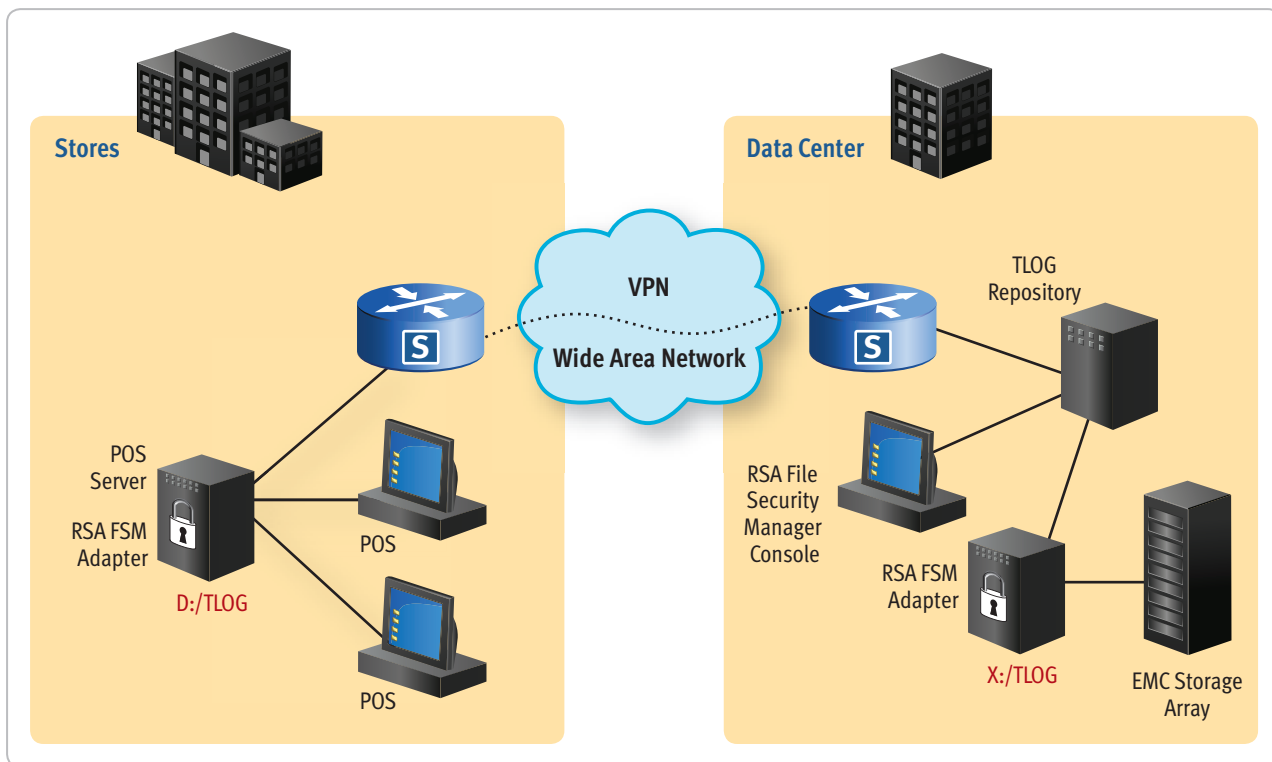 Stores
Data Center
VPN
Wide Area Network
S
S
TLOG
Repository
POS
Server
RSA FSM
Adapter
D:/TLOG
POS
POS
RSA File
Security
Manager
Console
RSA FSM
Adapter
X:/TLOG
EMC Storage
Array